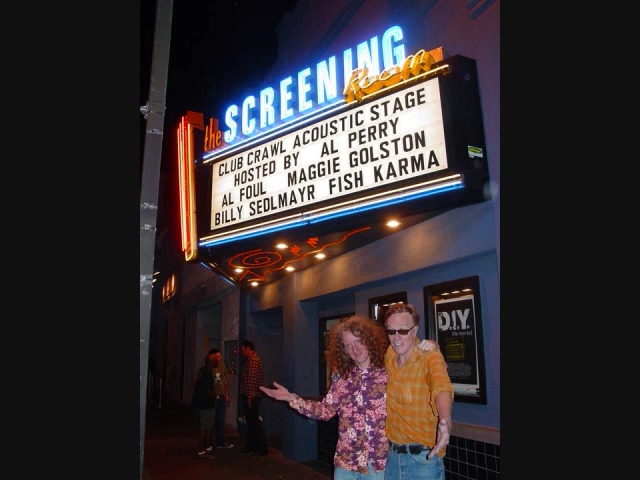 the SCREENING
Room
CLUB CRAWL ACOUSTIC STAGE
HOSTED BY AL PERRY
AL FOUL MAGGIE GOLSTON
BILLY SEDLMAYR FISH KARMA
D.I.Y.